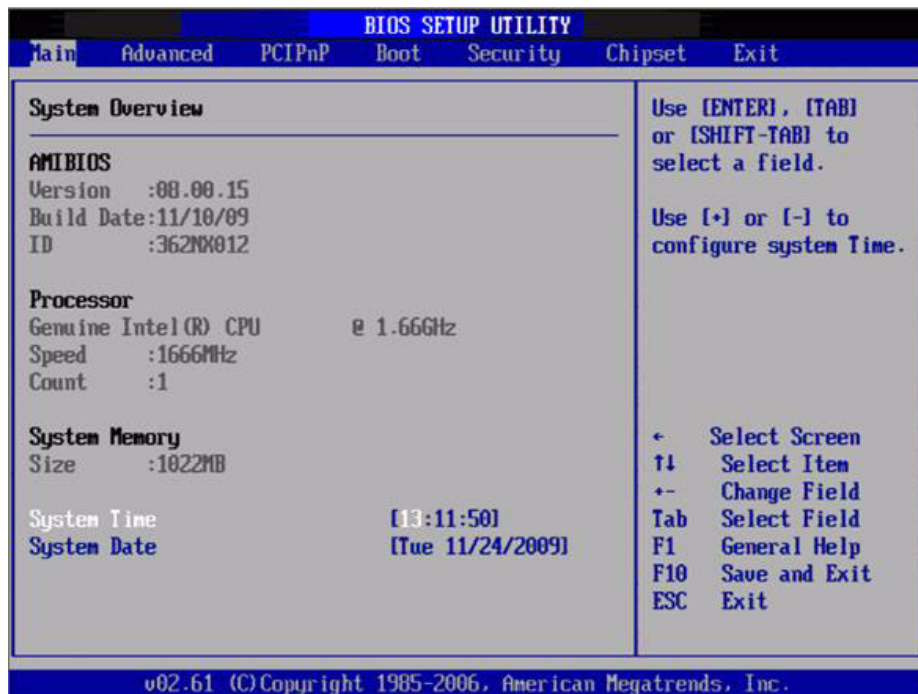 BIOS SETUP UTILITY
Main Advanced PCIPnP Boot Security Chipset Exit
System Overview
AMIBIOS
Version :08.00.15
Build Date:11/10/09
ID :362NX012
Processor
Genuine Intel(R) CPU @ 1.66GHz
Speed :1666MHz
Count :1
System Memory
Size :1022MB
System Time [13:11:50]
System Date [Tue 11/24/2009]
Use [ENTER], [TAB]
or [SHIFT-TAB] to
select a field.
Use [+] or [-] to
configure system Time.
← Select Screen
↑↓ Select Item
+- Change Field
Tab Select Field
F1 General Help
F10 Save and Exit
ESC Exit
v02.61 (C)Copyright 1985-2006, American Megatrends, Inc.